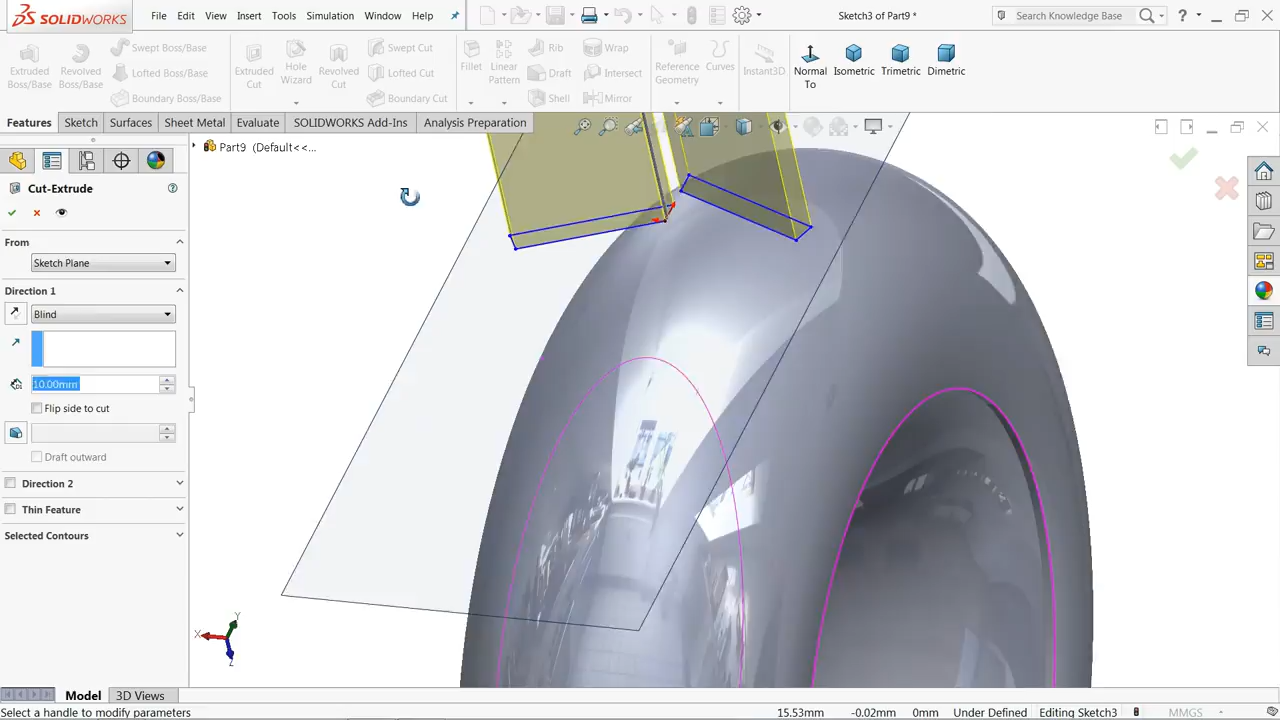 SOLIDWORKS File Edit View Insert Tools Simulation Window Help Sketch3 of Part9 * Search Knowledge Base ?
Extruded Boss/Base Revolved Boss/Base Swept Boss/Base Lofted Boss/Base Boundary Boss/Base Extruded Cut Hole Wizard Revolved Cut Swept Cut Lofted Cut Boundary Cut Fillet Linear Pattern Rib Draft Shell Wrap Intersect Mirror Reference Geometry Curves Instant3D Normal To Isometric Trimetric Dimetric
Features Sketch Surfaces Sheet Metal Evaluate SOLIDWORKS Add-Ins Analysis Preparation
Part9 (Default<<...
Cut-Extrude
From
Sketch Plane
Direction 1
Blind
10.00mm
Flip side to cut
Draft outward
Direction 2
Thin Feature
Selected Contours
Y
X
Z
Model 3D Views
Select a handle to modify parameters 15.53mm -0.02mm 0mm Under Defined Editing Sketch3 MMGS